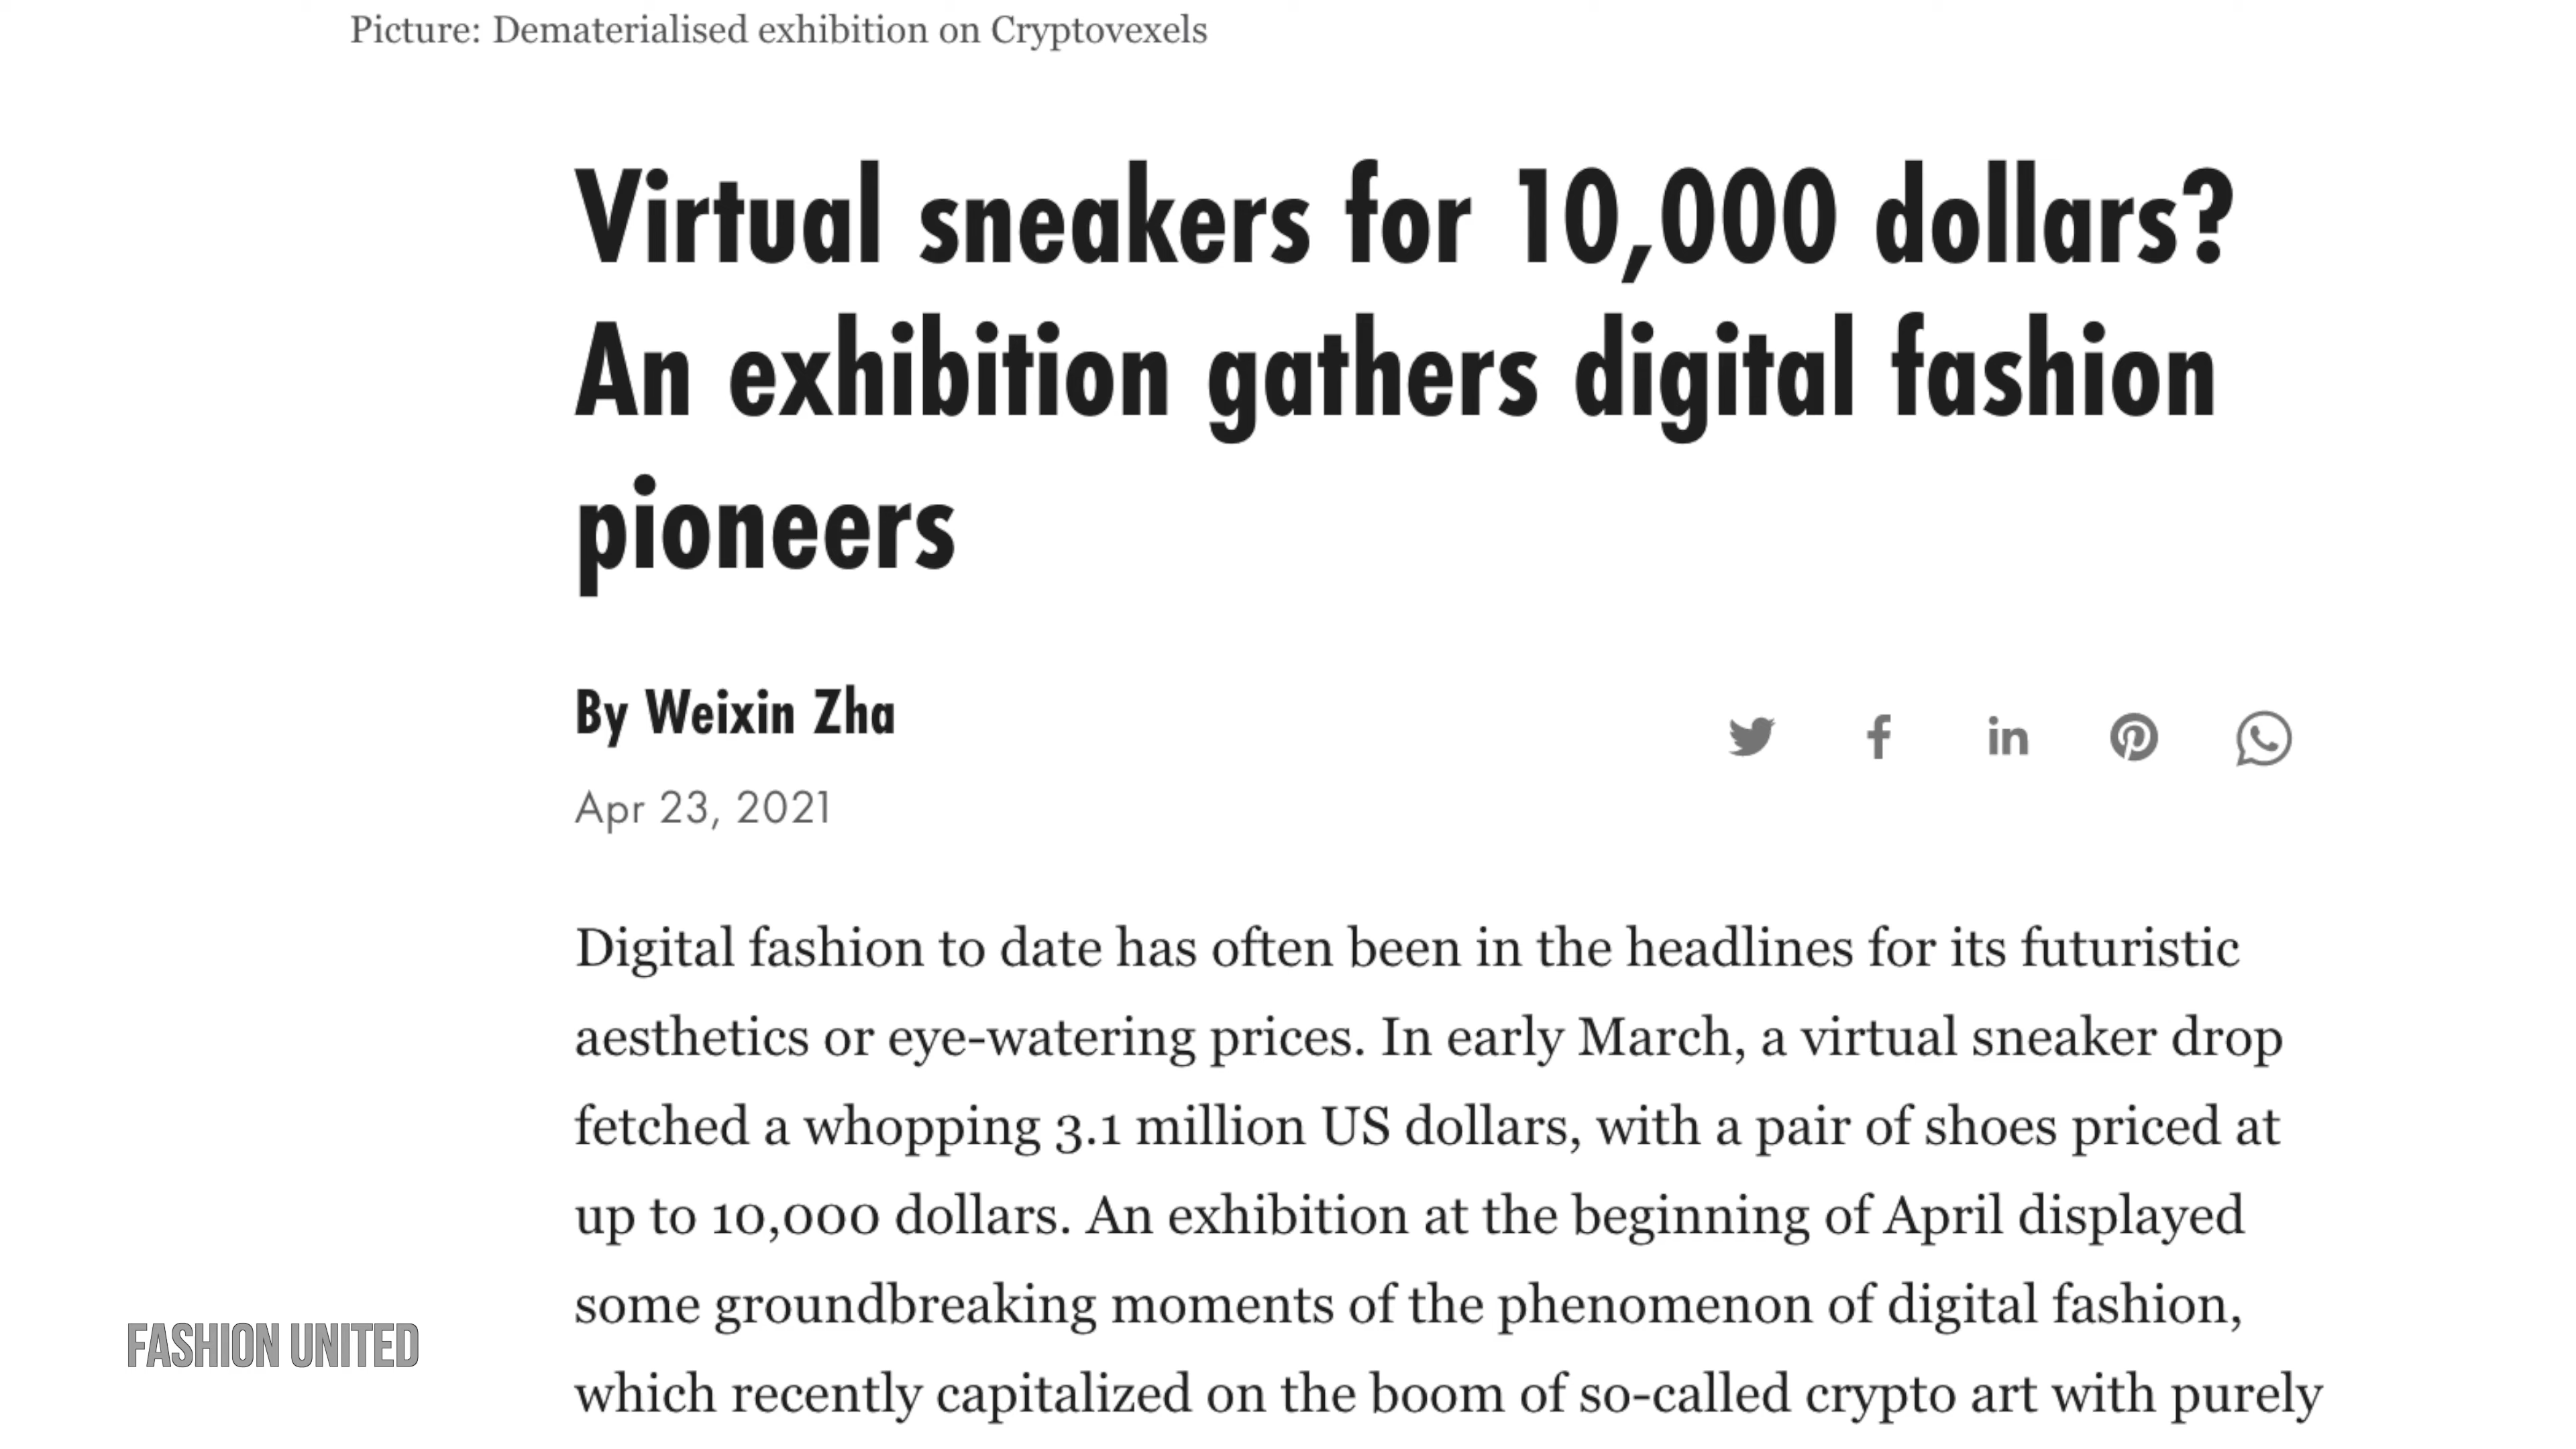 Picture: Dematerialised exhibition on Cryptovexels
Virtual sneakers for 10,000 dollars?
An exhibition gathers digital fashion
pioneers
By Weixin Zha
Apr 23, 2021
Digital fashion to date has often been in the headlines for its futuristic
aesthetics or eye-watering prices. In early March, a virtual sneaker drop
fetched a whopping 3.1 million US dollars, with a pair of shoes priced at
up to 10,000 dollars. An exhibition at the beginning of April displayed
some groundbreaking moments of the phenomenon of digital fashion,
which recently capitalized on the boom of so-called crypto art with purely
FASHION UNITED